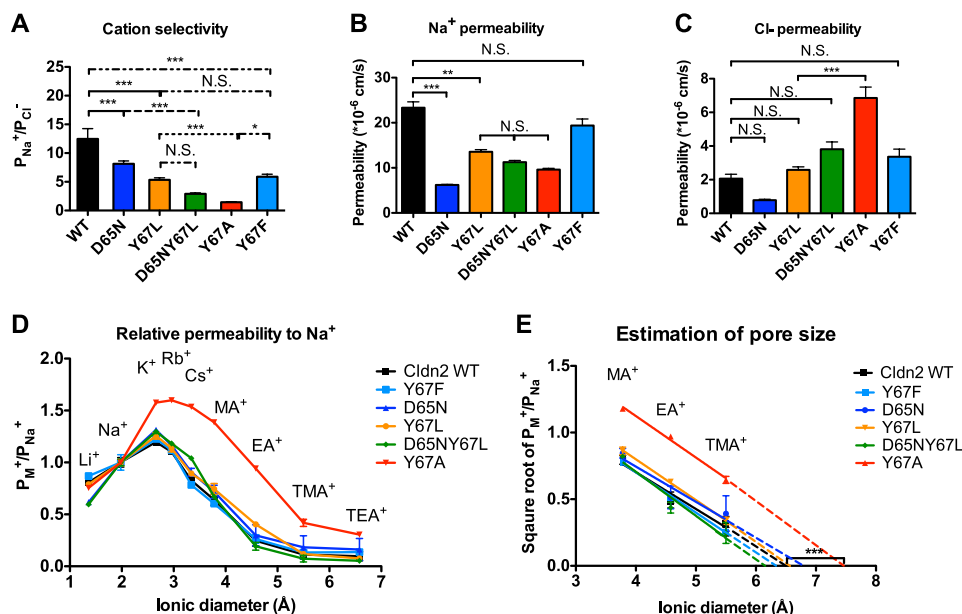 A
Cation selectivity
P Na⁺/P Cl⁻
25
20
15
10
5
0
***
*** N.S.
*** ***
*** *
N.S.
WT
D65N
Y67L
D65NY67L
Y67A
Y67F
B
Na⁺ permeability
Permeability (*10⁻⁶ cm/s)
30
20
10
0
N.S.
**
***
N.S.
WT
D65N
Y67L
D65NY67L
Y67A
Y67F
C
Cl- permeability
Permeability (*10⁻⁶ cm/s)
8
6
4
2
0
N.S.
***
N.S.
N.S.
N.S.
WT
D65N
Y67L
D65NY67L
Y67A
Y67F
D
Relative permeability to Na⁺
P M⁺/P Na⁺
2.0
1.5
1.0
0.5
0.0
Li⁺
Na⁺
K⁺
Rb⁺
Cs⁺
MA⁺
EA⁺
TMA⁺
TEA⁺
Cldn2 WT
Y67F
D65N
Y67L
D65NY67L
Y67A
1 2 3 4 5 6 7
Ionic diameter (Å)
E
Estimation of pore size
Sqaure root of P M⁺/P Na⁺
1.5
1.0
0.5
0.0
MA⁺
EA⁺
TMA⁺
***
Cldn2 WT
Y67F
D65N
Y67L
D65NY67L
Y67A
3 4 5 6 7 8
Ionic diameter (Å)